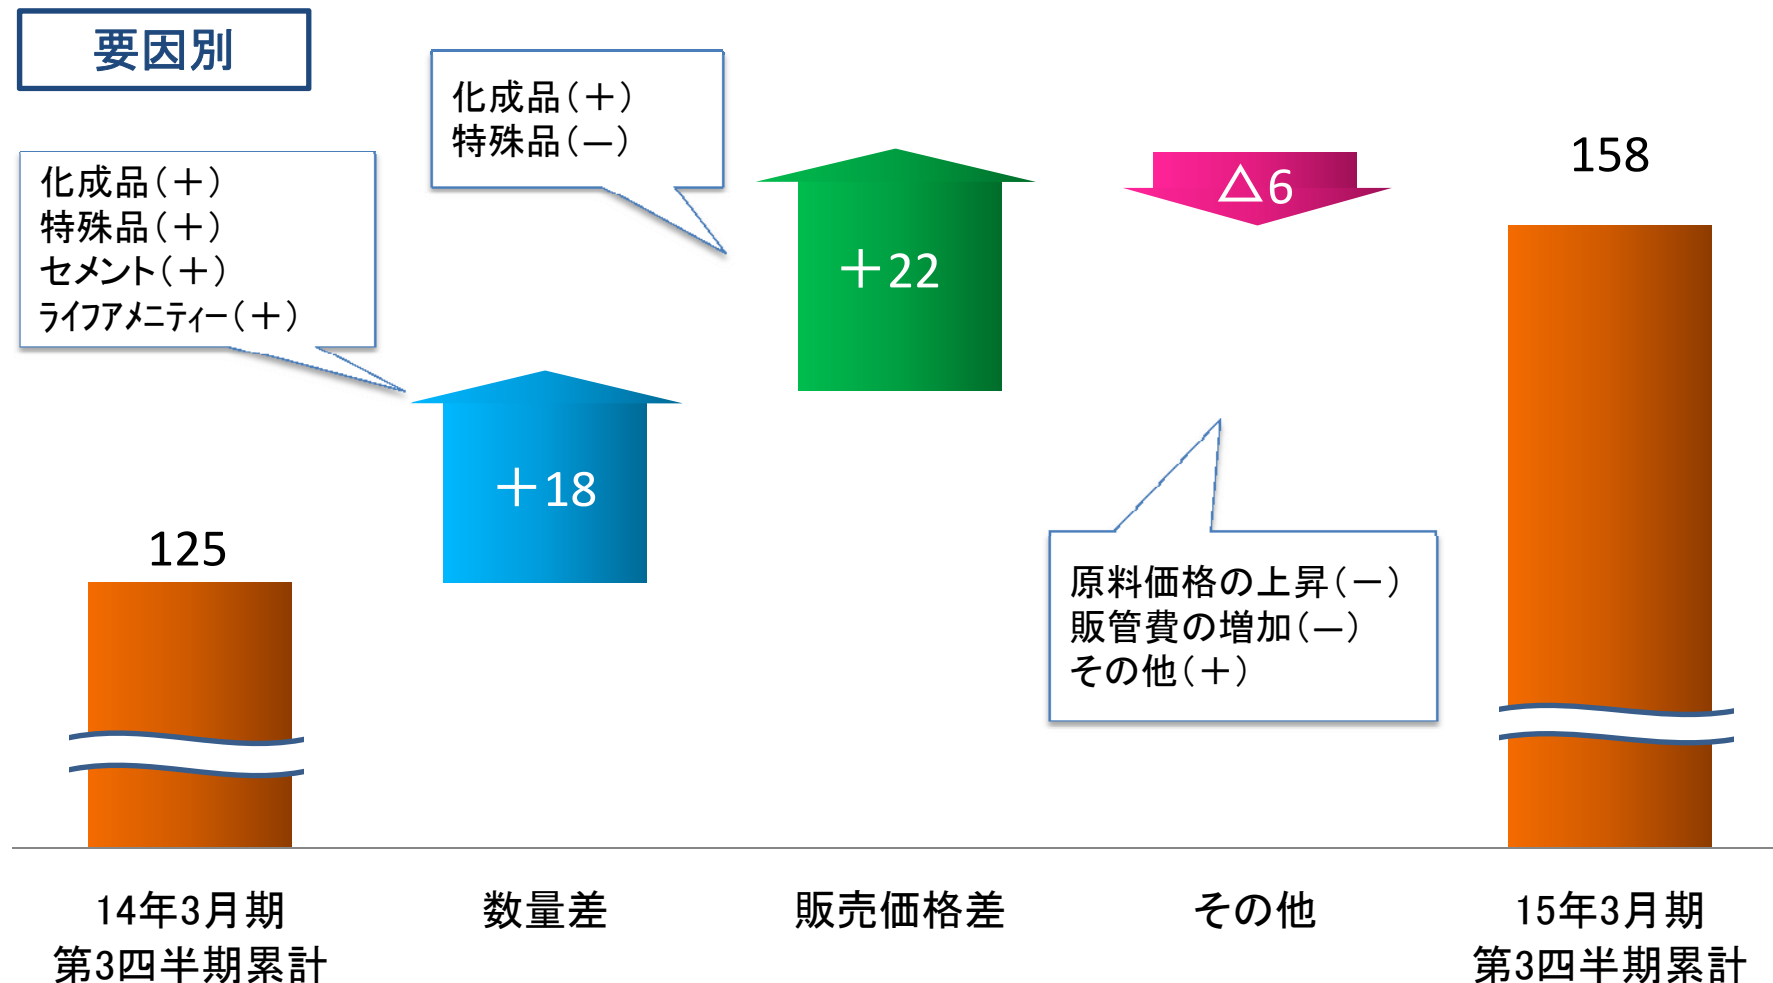 要因別
化成品(＋)
特殊品(－)
化成品(＋)
特殊品(＋)
セメント(＋)
ﾗｲﾌｱﾒﾆﾃｨｰ(＋)
125
＋18
＋22
△6
158
原料価格の上昇(－)
販管費の増加(－)
その他(＋)
14年3月期
第3四半期累計
数量差
販売価格差
その他
15年3月期
第3四半期累計